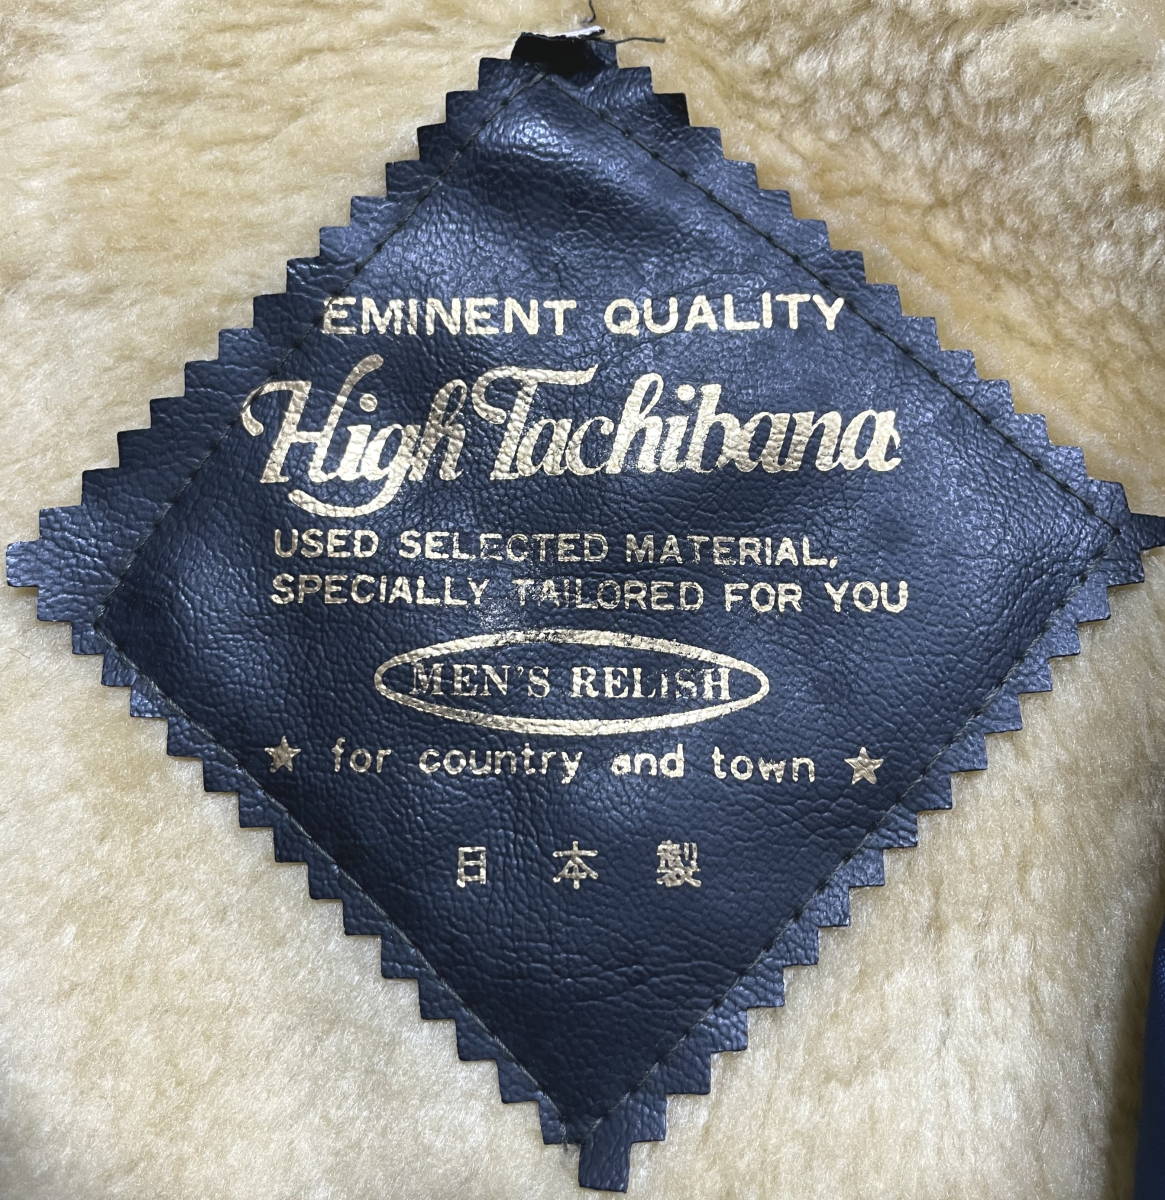 EMINENT QUALITY
High Tachibana
USED SELECTED MATERIAL,
SPECIALLY TAILORED FOR YOU
MEN'S RELISH
★ for country and town ★
日本製